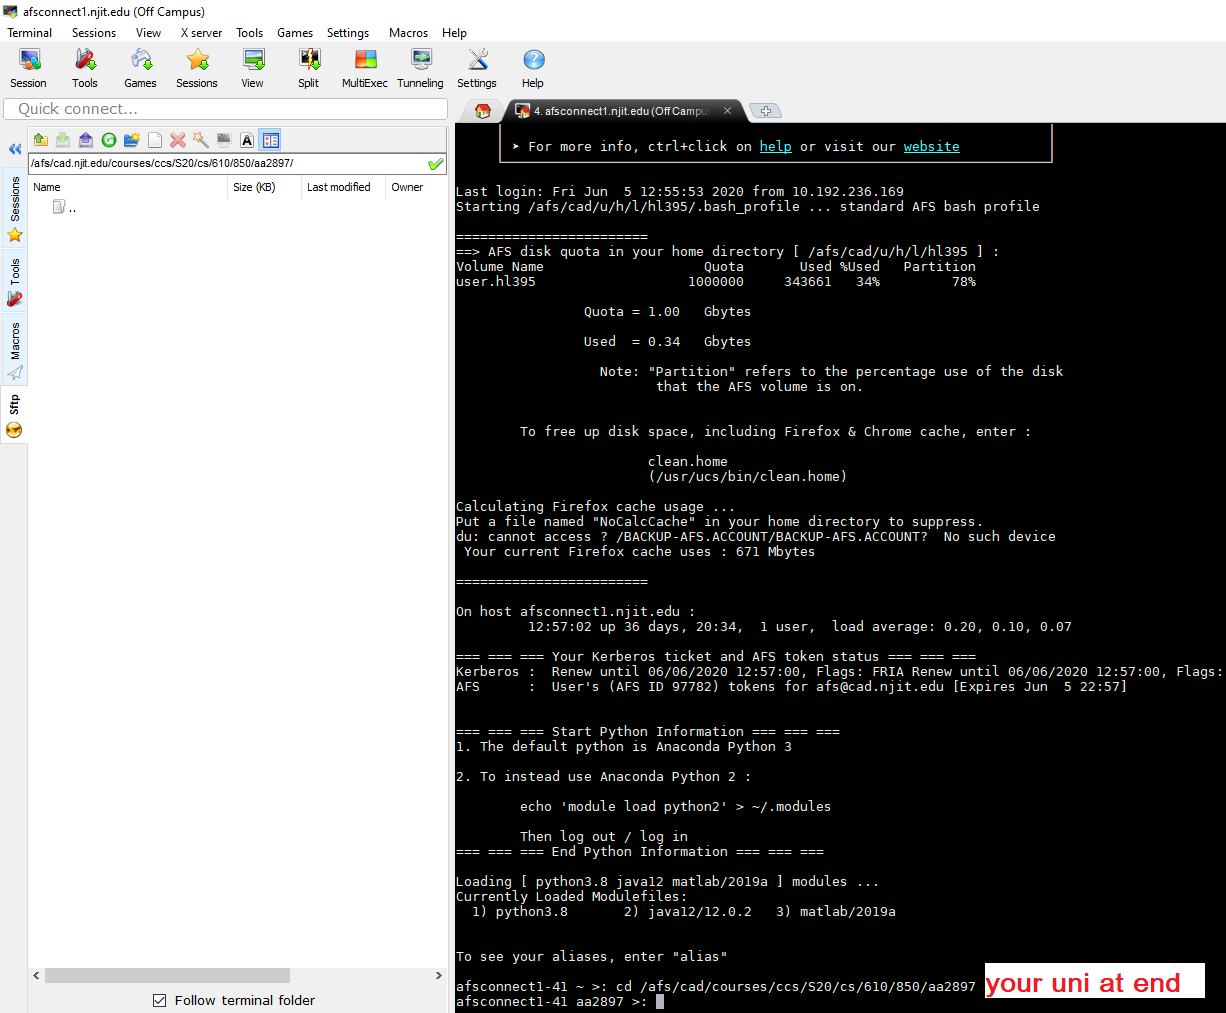 afsconnect1.njit.edu (Off Campus)
Terminal Sessions View X server Tools Games Settings Macros Help
Session Tools Games Sessions View Split MultiExec Tunneling Settings Help
Quick connect...
4. afsconnect1.njit.edu (Off Campu
/afs/cad.njit.edu/courses/ccs/S20/cs/610/850/aa2897/
Name Size (KB) Last modified Owner
..
Sessions
Tools
Macros
Sftp
Follow terminal folder
➤ For more info, ctrl+click on help or visit our website
Last login: Fri Jun  5 12:55:53 2020 from 10.192.236.169
Starting /afs/cad/u/h/l/hl395/.bash_profile ... standard AFS bash profile
========================
==> AFS disk quota in your home directory [ /afs/cad/u/h/l/hl395 ] :
Volume Name Quota Used %Used Partition
user.hl395 1000000 343661 34% 78%
Quota = 1.00 Gbytes
Used = 0.34 Gbytes
Note: "Partition" refers to the percentage use of the disk
that the AFS volume is on.
To free up disk space, including Firefox & Chrome cache, enter :
clean.home
(/usr/ucs/bin/clean.home)
Calculating Firefox cache usage ...
Put a file named "NoCalcCache" in your home directory to suppress.
du: cannot access ? /BACKUP-AFS.ACCOUNT/BACKUP-AFS.ACCOUNT?  No such device
Your current Firefox cache uses : 671 Mbytes
========================
On host afsconnect1.njit.edu :
12:57:02 up 36 days, 20:34,  1 user,  load average: 0.20, 0.10, 0.07
=== === === Your Kerberos ticket and AFS token status === === ===
Kerberos :  Renew until 06/06/2020 12:57:00, Flags: FRIA Renew until 06/06/2020 12:57:00, Flags:
AFS      :  User's (AFS ID 97782) tokens for afs@cad.njit.edu [Expires Jun  5 22:57]
=== === === Start Python Information === === ===
1. The default python is Anaconda Python 3
2. To instead use Anaconda Python 2 :
echo 'module load python2' > ~/.modules
Then log out / log in
=== === === End Python Information === === ===
Loading [ python3.8 java12 matlab/2019a ] modules ...
Currently Loaded Modulefiles:
1) python3.8 2) java12/12.0.2 3) matlab/2019a
To see your aliases, enter "alias"
afsconnect1-41 ~ >: cd /afs/cad/courses/ccs/S20/cs/610/850/aa2897
afsconnect1-41 aa2897 >:
your uni at end